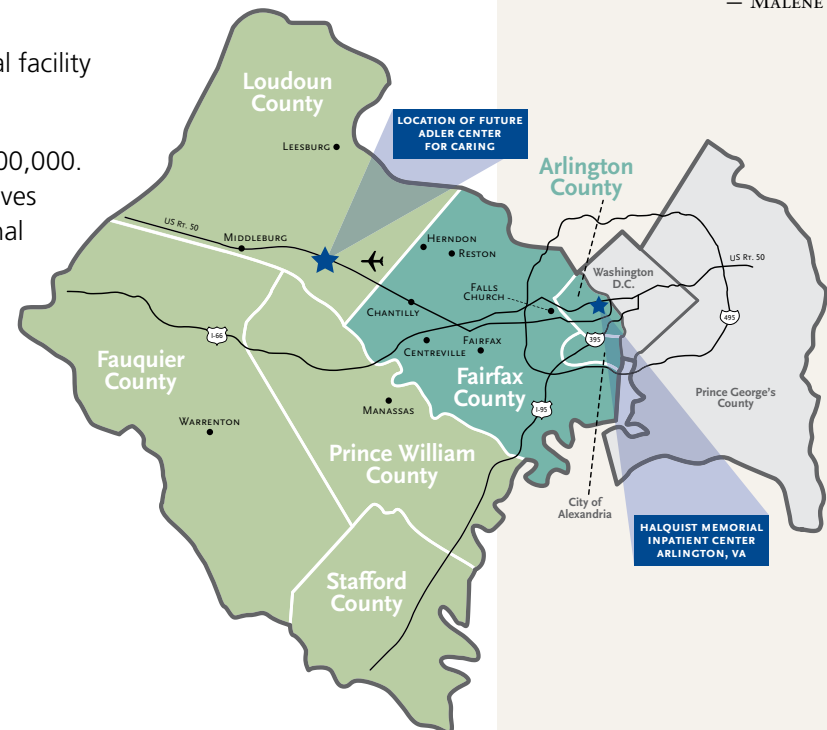 — Malene
al facility
00,000.
ves
nal
Loudoun
County
Leesburg
LOCATION OF FUTURE
ADLER CENTER
FOR CARING
Arlington
County
US Rt. 50
Middleburg
Herndon
Reston
Washington
D.C.
US Rt. 50
Falls
Church
Chantilly
495
I-66
395
Centreville
Fairfax
Fauquier
County
Fairfax
County
Prince George's
County
Manassas
I-95
Warrenton
Prince William
County
City of
Alexandria
HALQUIST MEMORIAL
INPATIENT CENTER
ARLINGTON, VA
Stafford
County